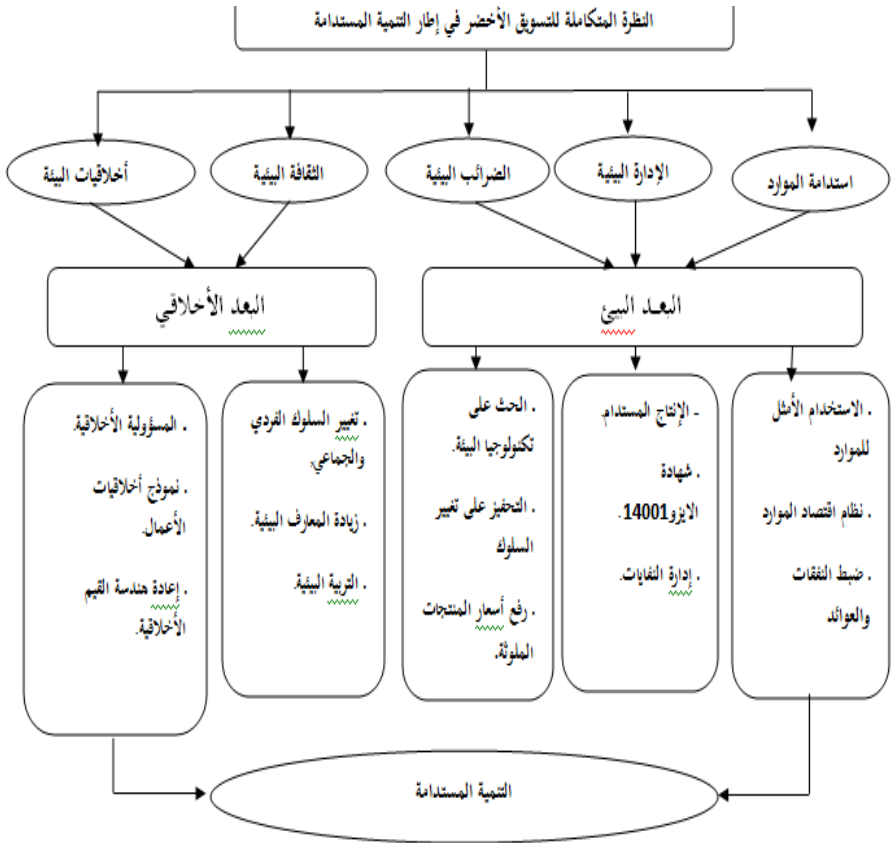 النظرة المتكاملة للتسويق الأخضر في إطار التنمية المستدامة
استدامة الموارد
الإدارة البيئية
الضرائب البيئية
الثقافة البيئية
أخلاقيات البيئة
البعد البيئ
البعد الأخلاقي
. الاستخدام الأمثل
للموارد
. نظام اقتصاد الموارد
. ضبط النفقات
والعوائد
- الإنتاج المستدام.
. شهادة
الايزو14001.
. إدارة النفايات.
. الحث على
تكنولوجيا البيئة.
. التحفيز على تغيير
السلوك
. رفع أسعار المنتجات
الملوثة.
. تغيير السلوك الفردي
والجماعي.
. زيادة المعارف البيئية.
. التربية البيئية.
. المسؤولية الأخلاقية.
. نموذج أخلاقيات
الأعمال.
. إعادة هندسة القيم
الأخلاقية.
التنمية المستدامة